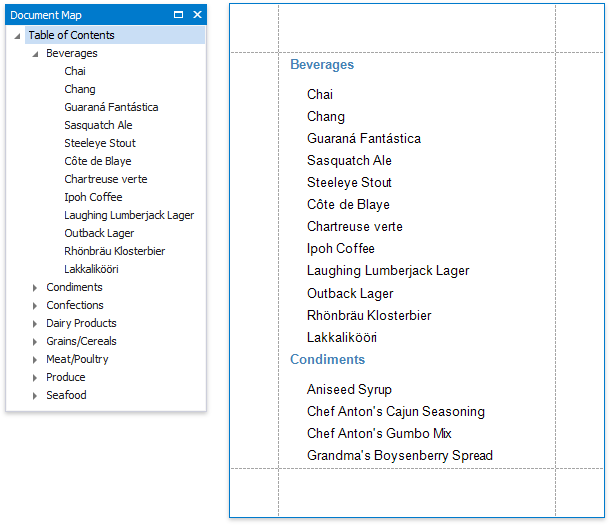 Document Map
Table of Contents
Beverages
Chai
Chang
Guaraná Fantástica
Sasquatch Ale
Steeleye Stout
Côte de Blaye
Chartreuse verte
Ipoh Coffee
Laughing Lumberjack Lager
Outback Lager
Rhönbräu Klosterbier
Lakkalikööri
Condiments
Confections
Dairy Products
Grains/Cereals
Meat/Poultry
Produce
Seafood
Beverages
Chai
Chang
Guaraná Fantástica
Sasquatch Ale
Steeleye Stout
Côte de Blaye
Chartreuse verte
Ipoh Coffee
Laughing Lumberjack Lager
Outback Lager
Rhönbräu Klosterbier
Lakkalikööri
Condiments
Aniseed Syrup
Chef Anton's Cajun Seasoning
Chef Anton's Gumbo Mix
Grandma's Boysenberry Spread